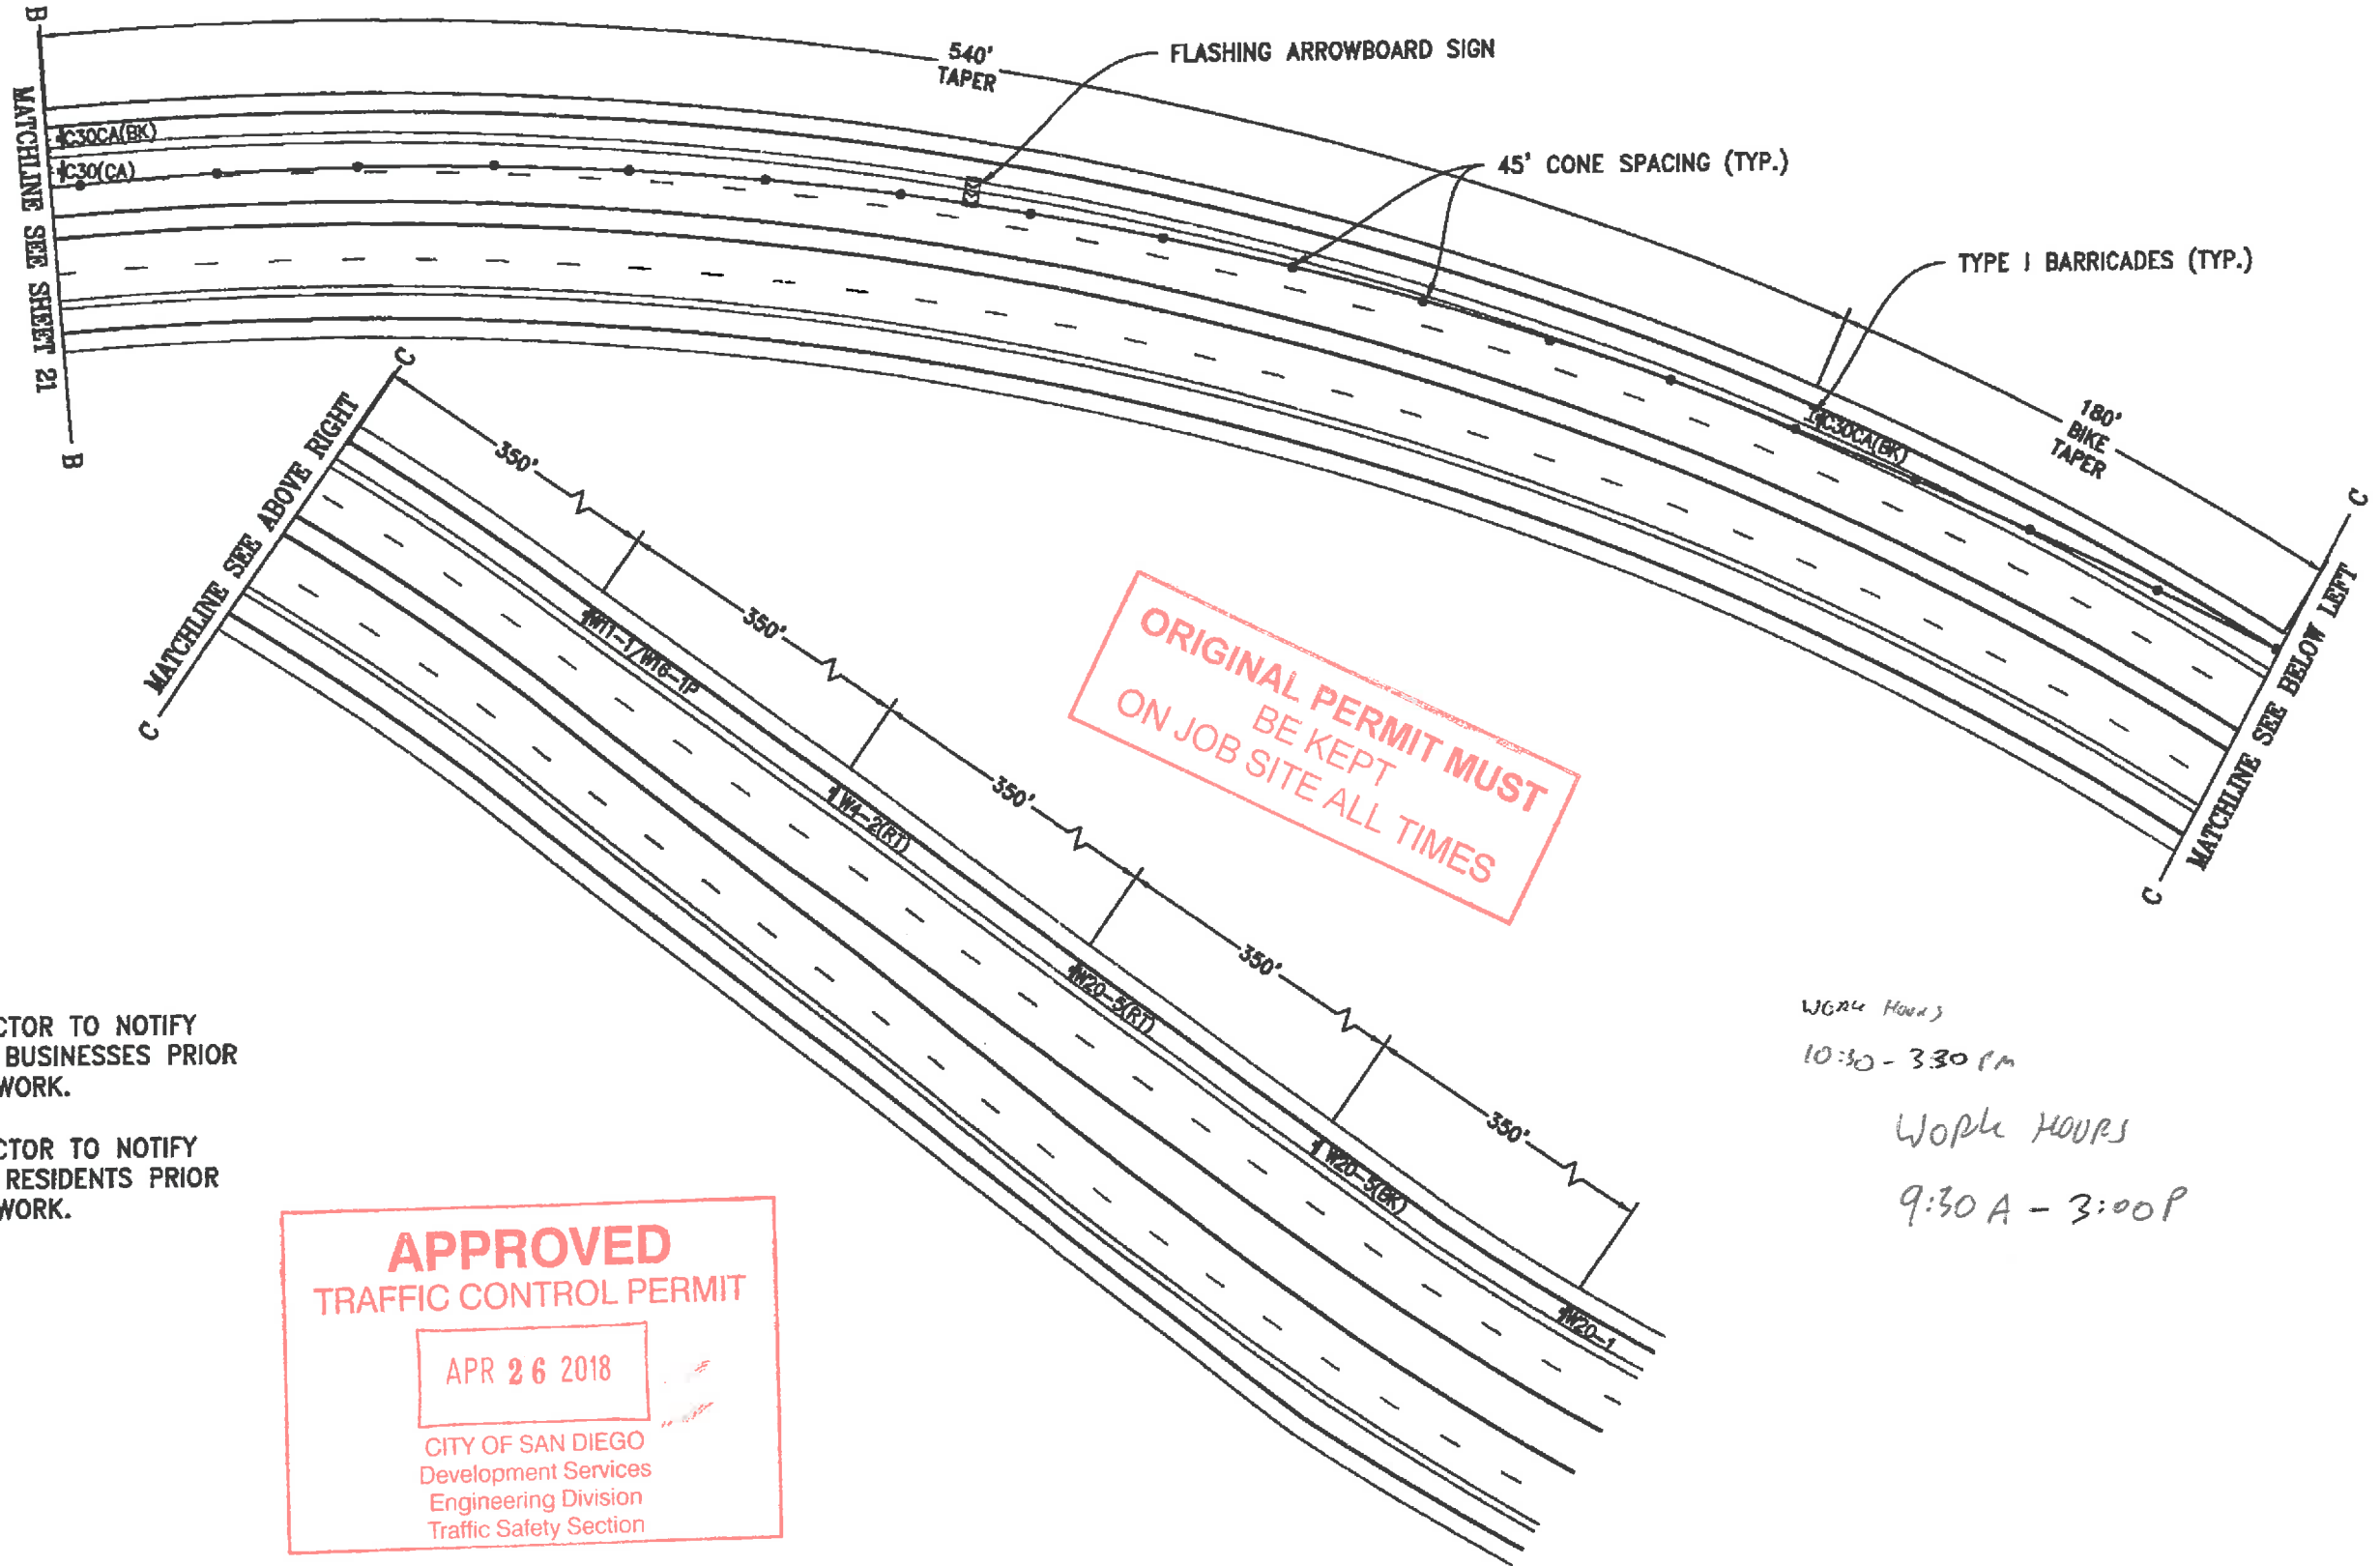 B
540'
TAPER
FLASHING ARROWBOARD SIGN
45' CONE SPACING (TYP.)
TYPE I BARRICADES (TYP.)
C30CA(BK)
C30(CA)
MATCHLINE SEE SHEET 21
B
C30CA(BK)
180'
BIKE
TAPER
C
MATCHLINE SEE BELOW LEFT
C
C
MATCHLINE SEE ABOVE RIGHT
C
350'
350'
350'
350'
350'
W11-1/W16-1P
W4-2(RT)
W20-5(RT)
W20-5(BK)
W20-1
ORIGINAL PERMIT MUST
BE KEPT
ON JOB SITE ALL TIMES
WORK HOURS
10:30 - 3:30 PM
WORK HOURS
9:30 A - 3:00 P
CTOR TO NOTIFY
BUSINESSES PRIOR
WORK.
CTOR TO NOTIFY
RESIDENTS PRIOR
WORK.
APPROVED
TRAFFIC CONTROL PERMIT
APR 26 2018
CITY OF SAN DIEGO
Development Services
Engineering Division
Traffic Safety Section